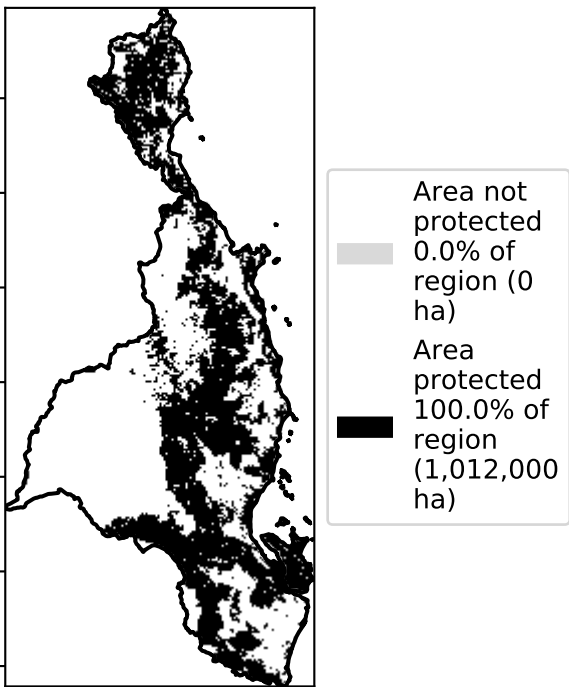 Area not
protected
0.0% of
region (0
ha)
Area
protected
100.0% of
region
(1,012,000
ha)